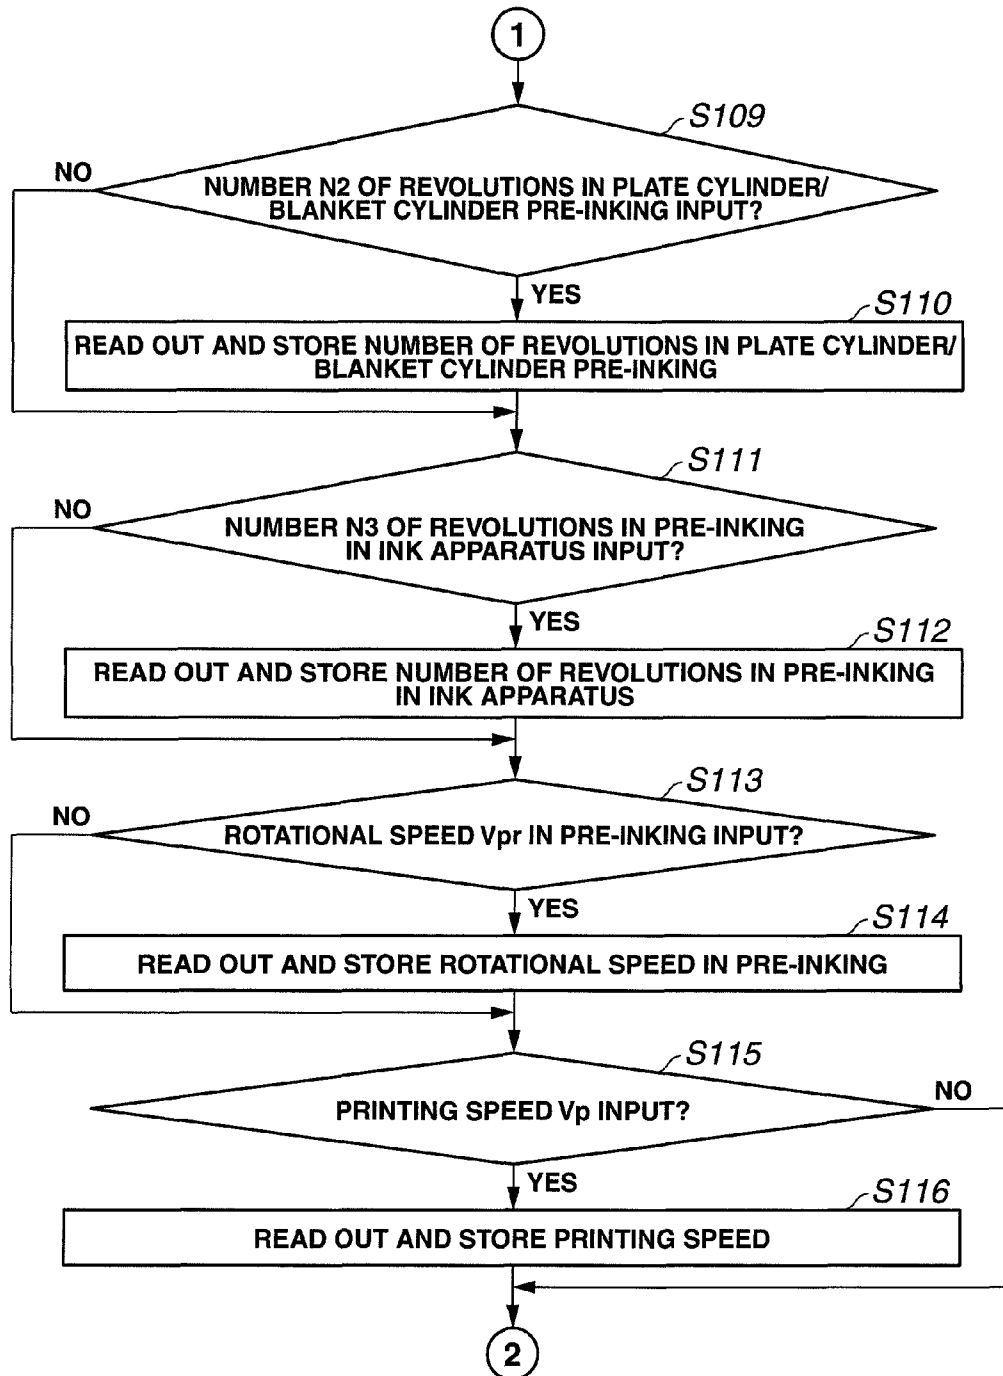 1
S109
NO
NUMBER N2 OF REVOLUTIONS IN PLATE CYLINDER/
BLANKET CYLINDER PRE-INKING INPUT?
YES
S110
READ OUT AND STORE NUMBER OF REVOLUTIONS IN PLATE CYLINDER/
BLANKET CYLINDER PRE-INKING
S111
NO
NUMBER N3 OF REVOLUTIONS IN PRE-INKING
IN INK APPARATUS INPUT?
YES
S112
READ OUT AND STORE NUMBER OF REVOLUTIONS IN PRE-INKING
IN INK APPARATUS
S113
NO
ROTATIONAL SPEED Vpr IN PRE-INKING INPUT?
YES
S114
READ OUT AND STORE ROTATIONAL SPEED IN PRE-INKING
S115
NO
PRINTING SPEED Vp INPUT?
YES
S116
READ OUT AND STORE PRINTING SPEED
2